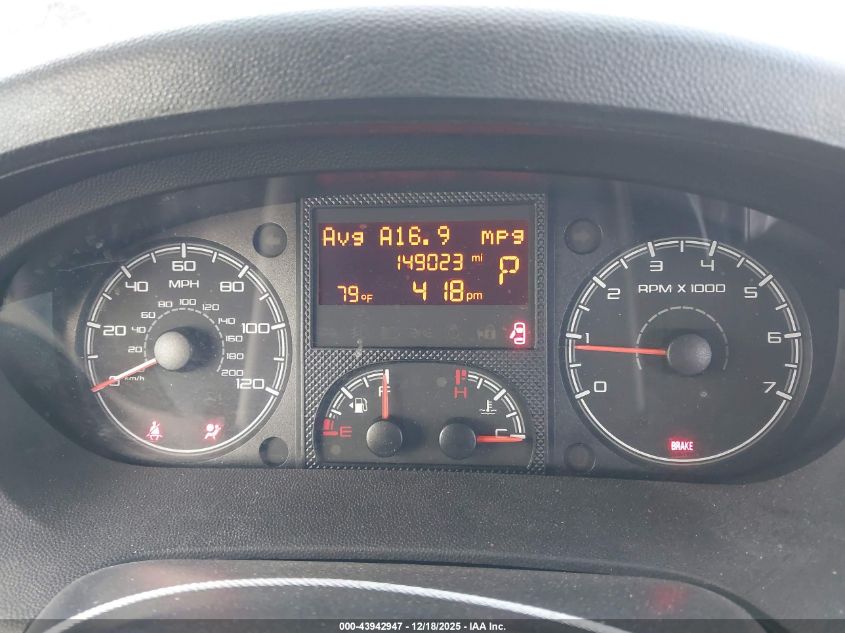 Avg A16.9 mpg
149023 mi
P
79°F 4 18 pm
0 20 40 60 80 100 120
MPH
20 40 60 80 100 120 140 160 180 200
km/h
0 1 2 3 4 5 6 7
RPM X 1000
E F
H C
BRAKE
000-43942947 - 12/18/2025 - IAA Inc.